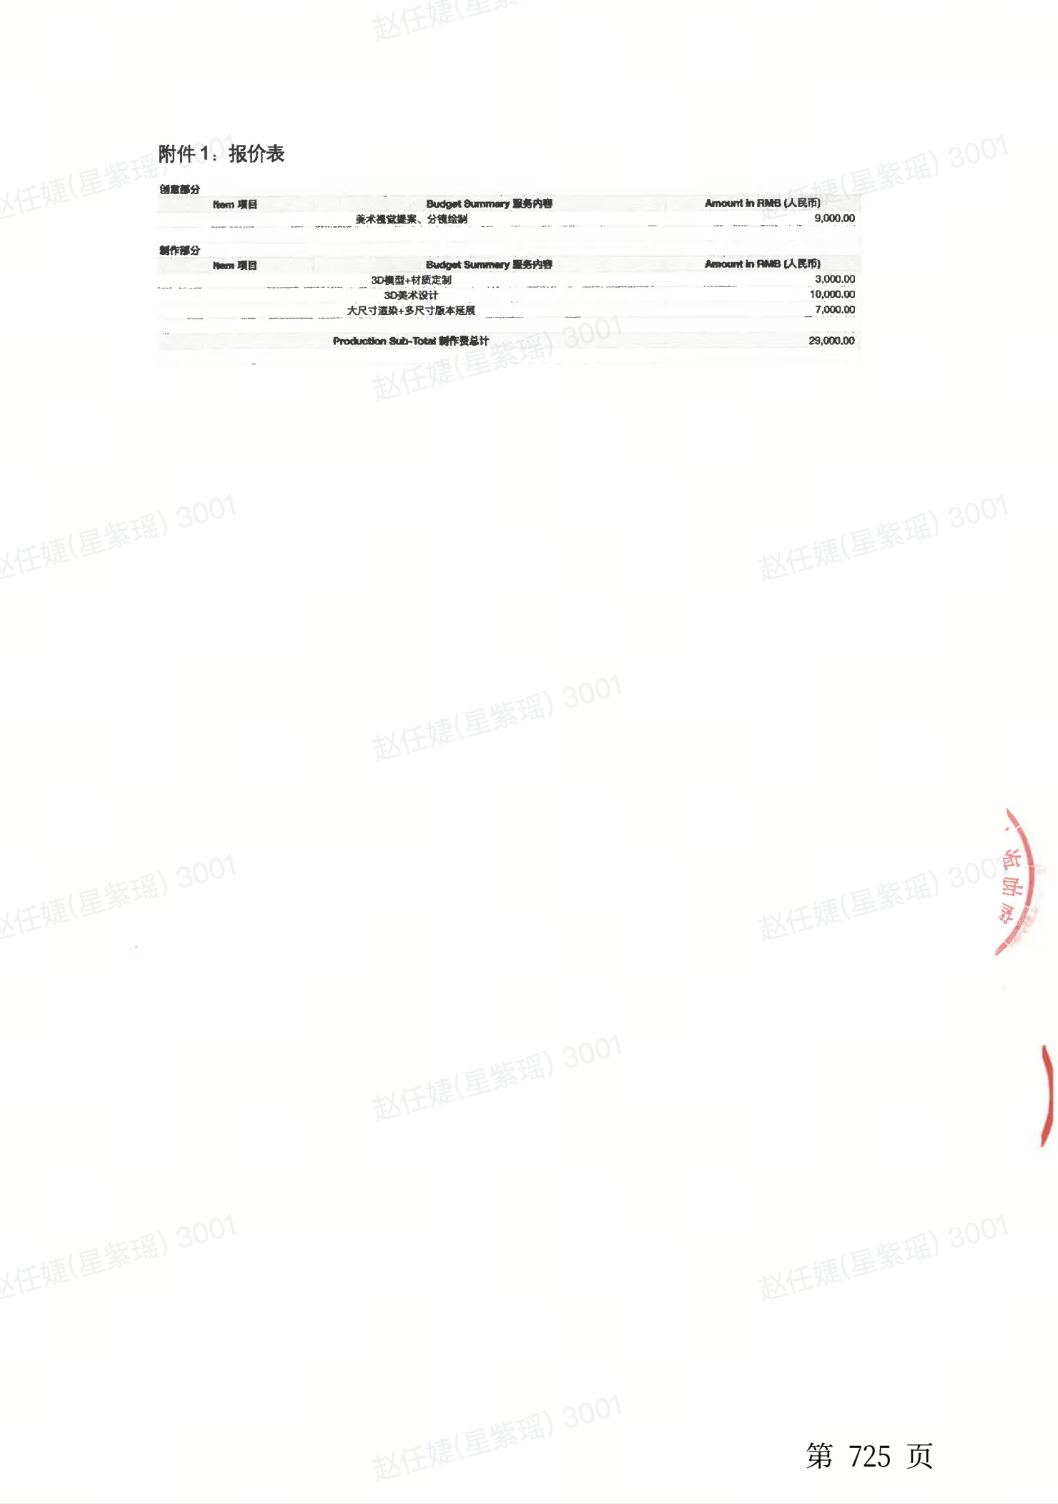 附件1：报价表
创意部分
Item 项目 Budget Summary 服务内容 Amount in RMB (人民币)
美术视觉提案、分镜绘制 9,000.00
制作部分
Item 项目 Budget Summary 服务内容 Amount in RMB (人民币)
3D模型+材质定制 3,000.00
3D美术设计 10,000.00
大尺寸渲染+多尺寸版本延展 7,000.00
Production Sub-Total 制作费总计 29,000.00
赵任婕(星紫瑶) 3001
第 725 页